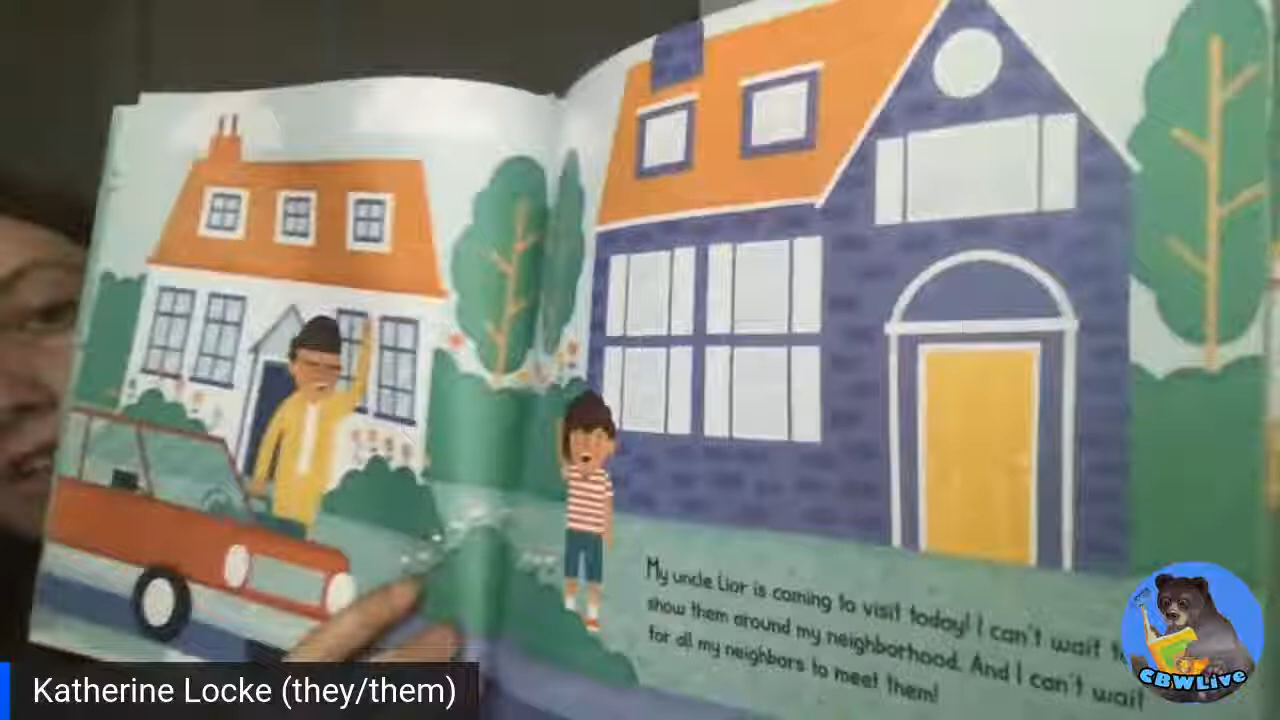 My uncle Lior is coming to visit today! I can't wait
show them around my neighborhood. And I can't wait
for all my neighbors to meet them!
Katherine Locke (they/them)
CBWLive